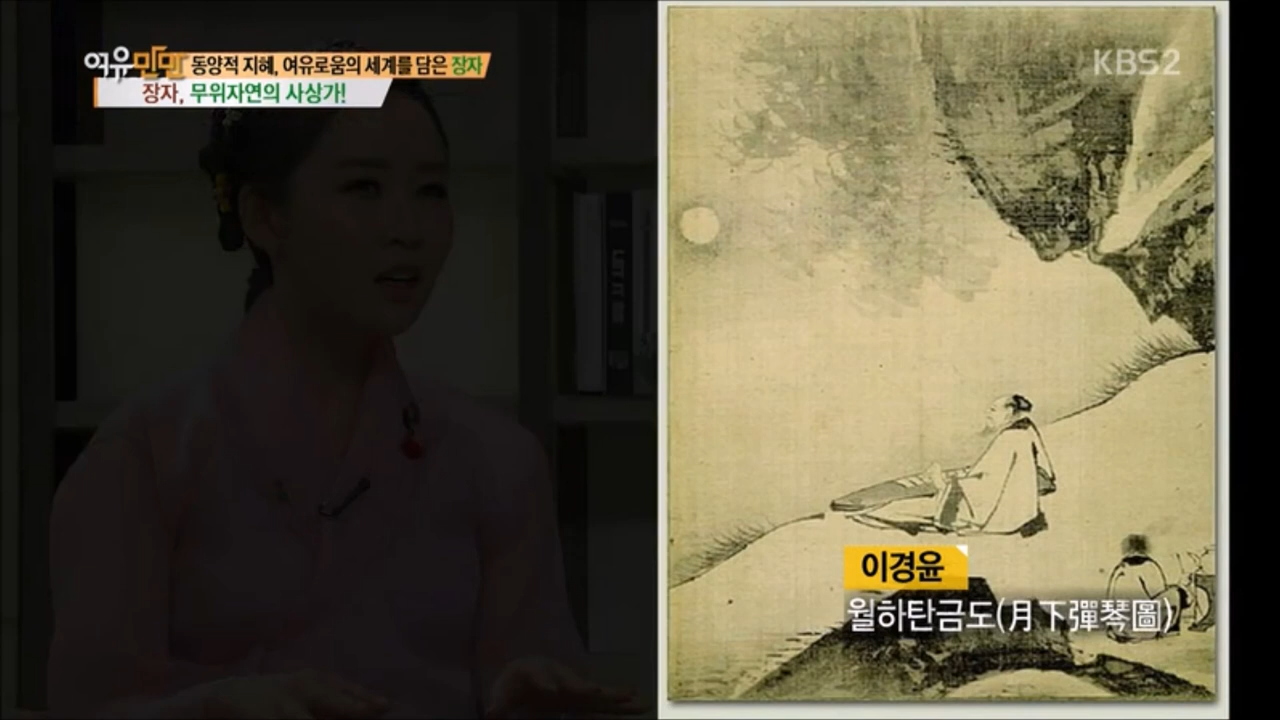 여유만만 동양적 지혜, 여유로움의 세계를 담은 장자
장자, 무위자연의 사상가!
KBS2
이경윤
월하탄금도(月下彈琴圖)